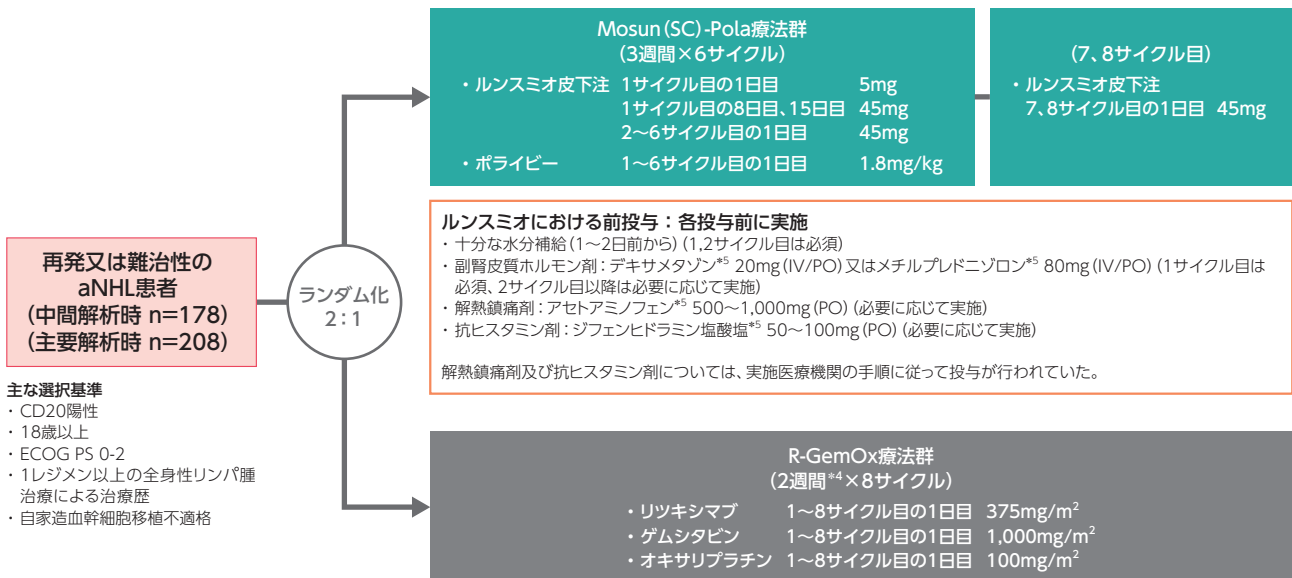 再発又は難治性の
aNHL患者
(中間解析時 n=178)
(主要解析時 n=208)
主な選択基準
・CD20陽性
・18歳以上
・ECOG PS 0-2
・1レジメン以上の全身性リンパ腫
治療による治療歴
・自家造血幹細胞移植不適格
ランダム化
2:1
Mosun(SC)-Pola療法群
(3週間×6サイクル)
・ルンスミオ皮下注 1サイクル目の1日目 5mg
1サイクル目の8日目、15日目 45mg
2〜6サイクル目の1日目 45mg
・ポライビー 1〜6サイクル目の1日目 1.8mg/kg
(7、8サイクル目)
・ルンスミオ皮下注
7、8サイクル目の1日目 45mg
ルンスミオにおける前投与:各投与前に実施
・十分な水分補給(1〜2日前から)(1,2サイクル目は必須)
・副腎皮質ホルモン剤:デキサメタゾン*5 20mg(IV/PO)又はメチルプレドニゾロン*5 80mg(IV/PO)(1サイクル目は
必須、2サイクル目以降は必要に応じて実施)
・解熱鎮痛剤:アセトアミノフェン*5 500〜1,000mg(PO)(必要に応じて実施)
・抗ヒスタミン剤:ジフェンヒドラミン塩酸塩*5 50〜100mg(PO)(必要に応じて実施)
解熱鎮痛剤及び抗ヒスタミン剤については、実施医療機関の手順に従って投与が行われていた。
R-GemOx療法群
(2週間*4×8サイクル)
・リツキシマブ 1〜8サイクル目の1日目 375mg/m²
・ゲムシタビン 1〜8サイクル目の1日目 1,000mg/m²
・オキサリプラチン 1〜8サイクル目の1日目 100mg/m²